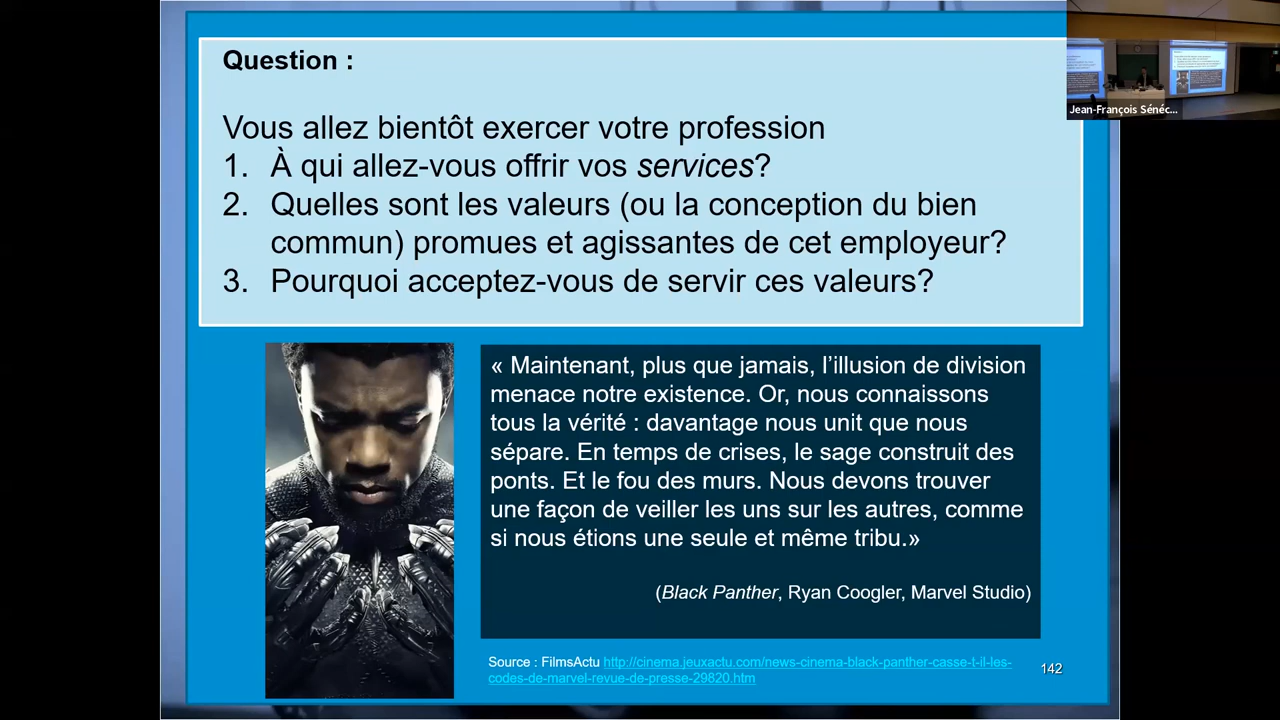 Question :
Vous allez bientôt exercer votre profession
1. À qui allez-vous offrir vos services?
2. Quelles sont les valeurs (ou la conception du bien
commun) promues et agissantes de cet employeur?
3. Pourquoi acceptez-vous de servir ces valeurs?
« Maintenant, plus que jamais, l’illusion de division
menace notre existence. Or, nous connaissons
tous la vérité : davantage nous unit que nous
sépare. En temps de crises, le sage construit des
ponts. Et le fou des murs. Nous devons trouver
une façon de veiller les uns sur les autres, comme
si nous étions une seule et même tribu.»
(Black Panther, Ryan Coogler, Marvel Studio)
Source : FilmsActu http://cinema.jeuxactu.com/news-cinema-black-panther-casse-t-il-les-
codes-de-marvel-revue-de-presse-29820.htm
142
Jean-François Sénéc...